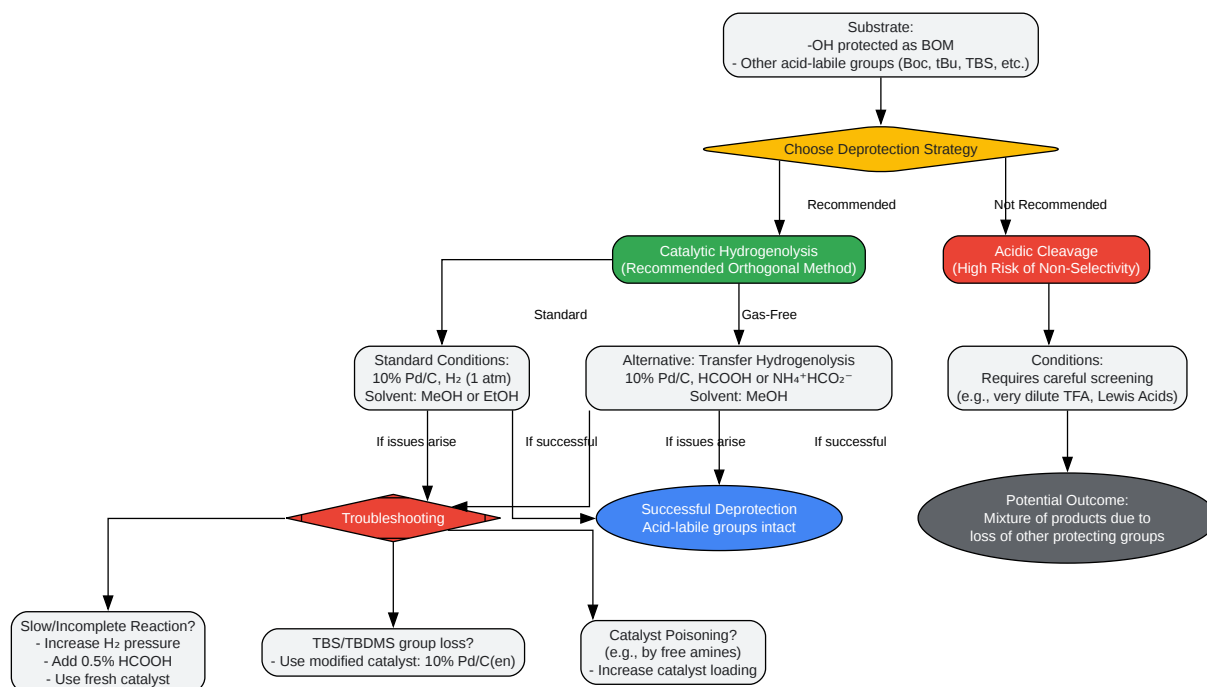 Substrate:
-OH protected as BOM
- Other acid-labile groups (Boc, tBu, TBS, etc.)
Choose Deprotection Strategy
Recommended
Not Recommended
Catalytic Hydrogenolysis
(Recommended Orthogonal Method)
Acidic Cleavage
(High Risk of Non-Selectivity)
Standard
Gas-Free
Standard Conditions:
10% Pd/C, H₂ (1 atm)
Solvent: MeOH or EtOH
Alternative: Transfer Hydrogenolysis
10% Pd/C, HCOOH or NH₄⁺HCO₂⁻
Solvent: MeOH
Conditions:
Requires careful screening
(e.g., very dilute TFA, Lewis Acids)
If issues arise
If successful
If issues arise
If successful
Troubleshooting
Successful Deprotection
Acid-labile groups intact
Potential Outcome:
Mixture of products due to
loss of other protecting groups
Slow/Incomplete Reaction?
- Increase H₂ pressure
- Add 0.5% HCOOH
- Use fresh catalyst
TBS/TBDMS group loss?
- Use modified catalyst: 10% Pd/C(en)
Catalyst Poisoning?
(e.g., by free amines)
- Increase catalyst loading